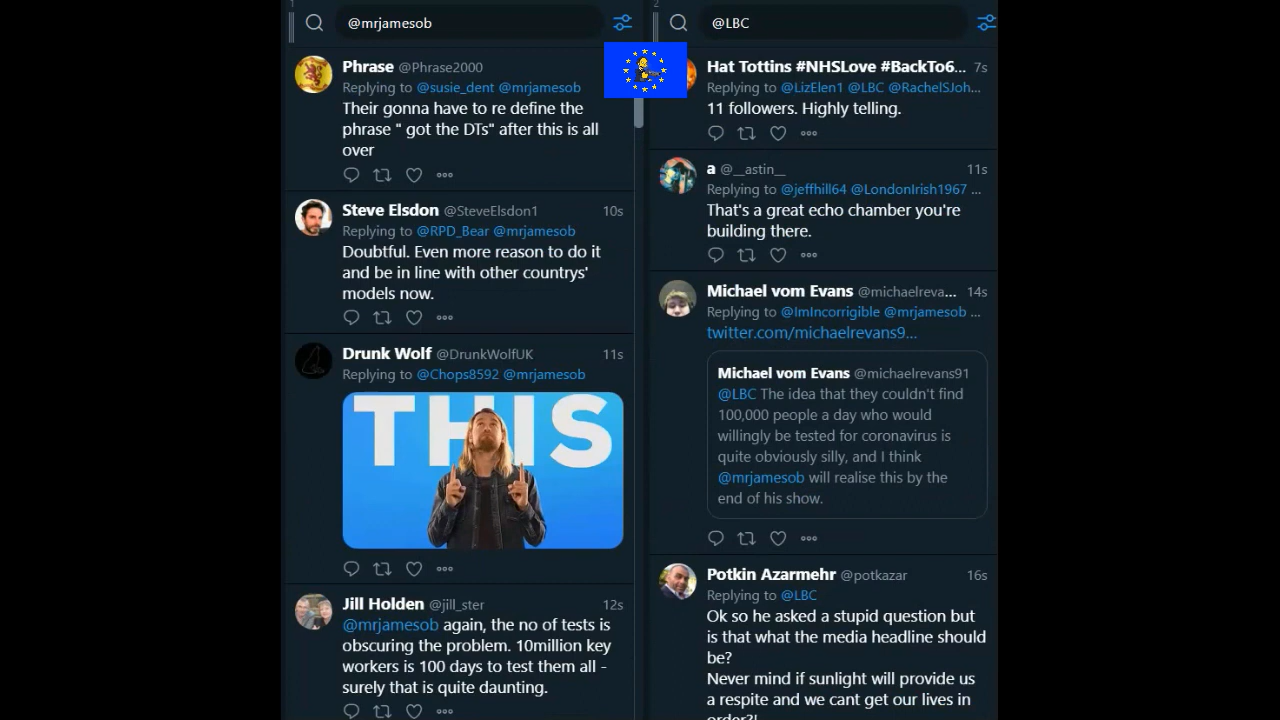 1
@mrjamesob
Phrase @Phrase2000
Replying to @susie_dent @mrjamesob
Their gonna have to re define the
phrase " got the DTs" after this is all
over
Steve Elsdon @SteveElsdon1 10s
Replying to @RPD_Bear @mrjamesob
Doubtful. Even more reason to do it
and be in line with other countrys'
models now.
Drunk Wolf @DrunkWolfUK 11s
Replying to @Chops8592 @mrjamesob
THIS
Jill Holden @jill_ster 12s
@mrjamesob again, the no of tests is
obscuring the problem. 10million key
workers is 100 days to test them all -
surely that is quite daunting.
2
@LBC
Hat Tottins #NHSLove #BackTo6... 7s
Replying to @LizElen1 @LBC @RachelSJoh...
11 followers. Highly telling.
a @__astin__ 11s
Replying to @jeffhill64 @LondonIrish1967 ...
That's a great echo chamber you're
building there.
Michael vom Evans @michaelreva... 14s
Replying to @ImIncorrigible @mrjamesob ...
twitter.com/michaelrevans9...
Michael vom Evans @michaelrevans91
@LBC The idea that they couldn't find
100,000 people a day who would
willingly be tested for coronavirus is
quite obviously silly, and I think
@mrjamesob will realise this by the
end of his show.
Potkin Azarmehr @potkazar 16s
Replying to @LBC
Ok so he asked a stupid question but
is that what the media headline should
be?
Never mind if sunlight will provide us
a respite and we cant get our lives in
order?!